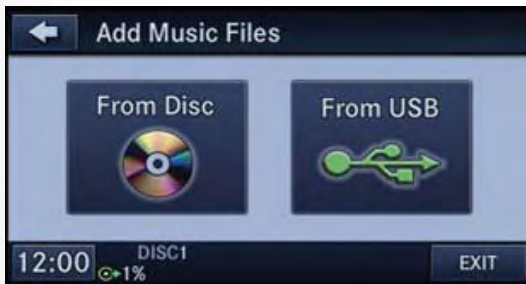 Add Music Files
From Disc
From USB
12:00
DISC1
1%
EXIT